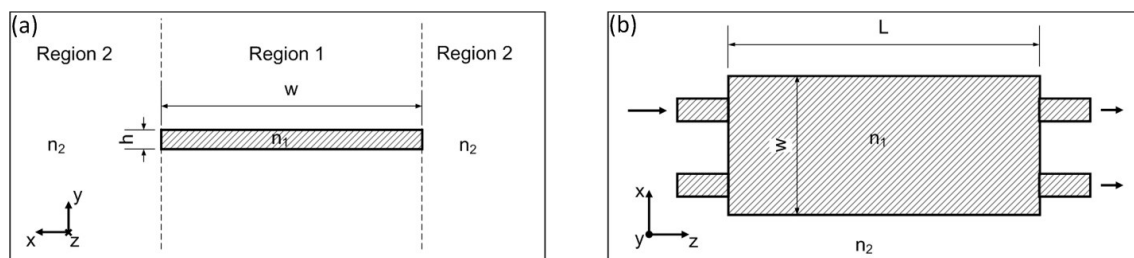 (a)
Region 2
Region 1
Region 2
w
n₂
h
n₁
n₂
y
x
z
(b)
L
w
n₁
x
y
z
n₂